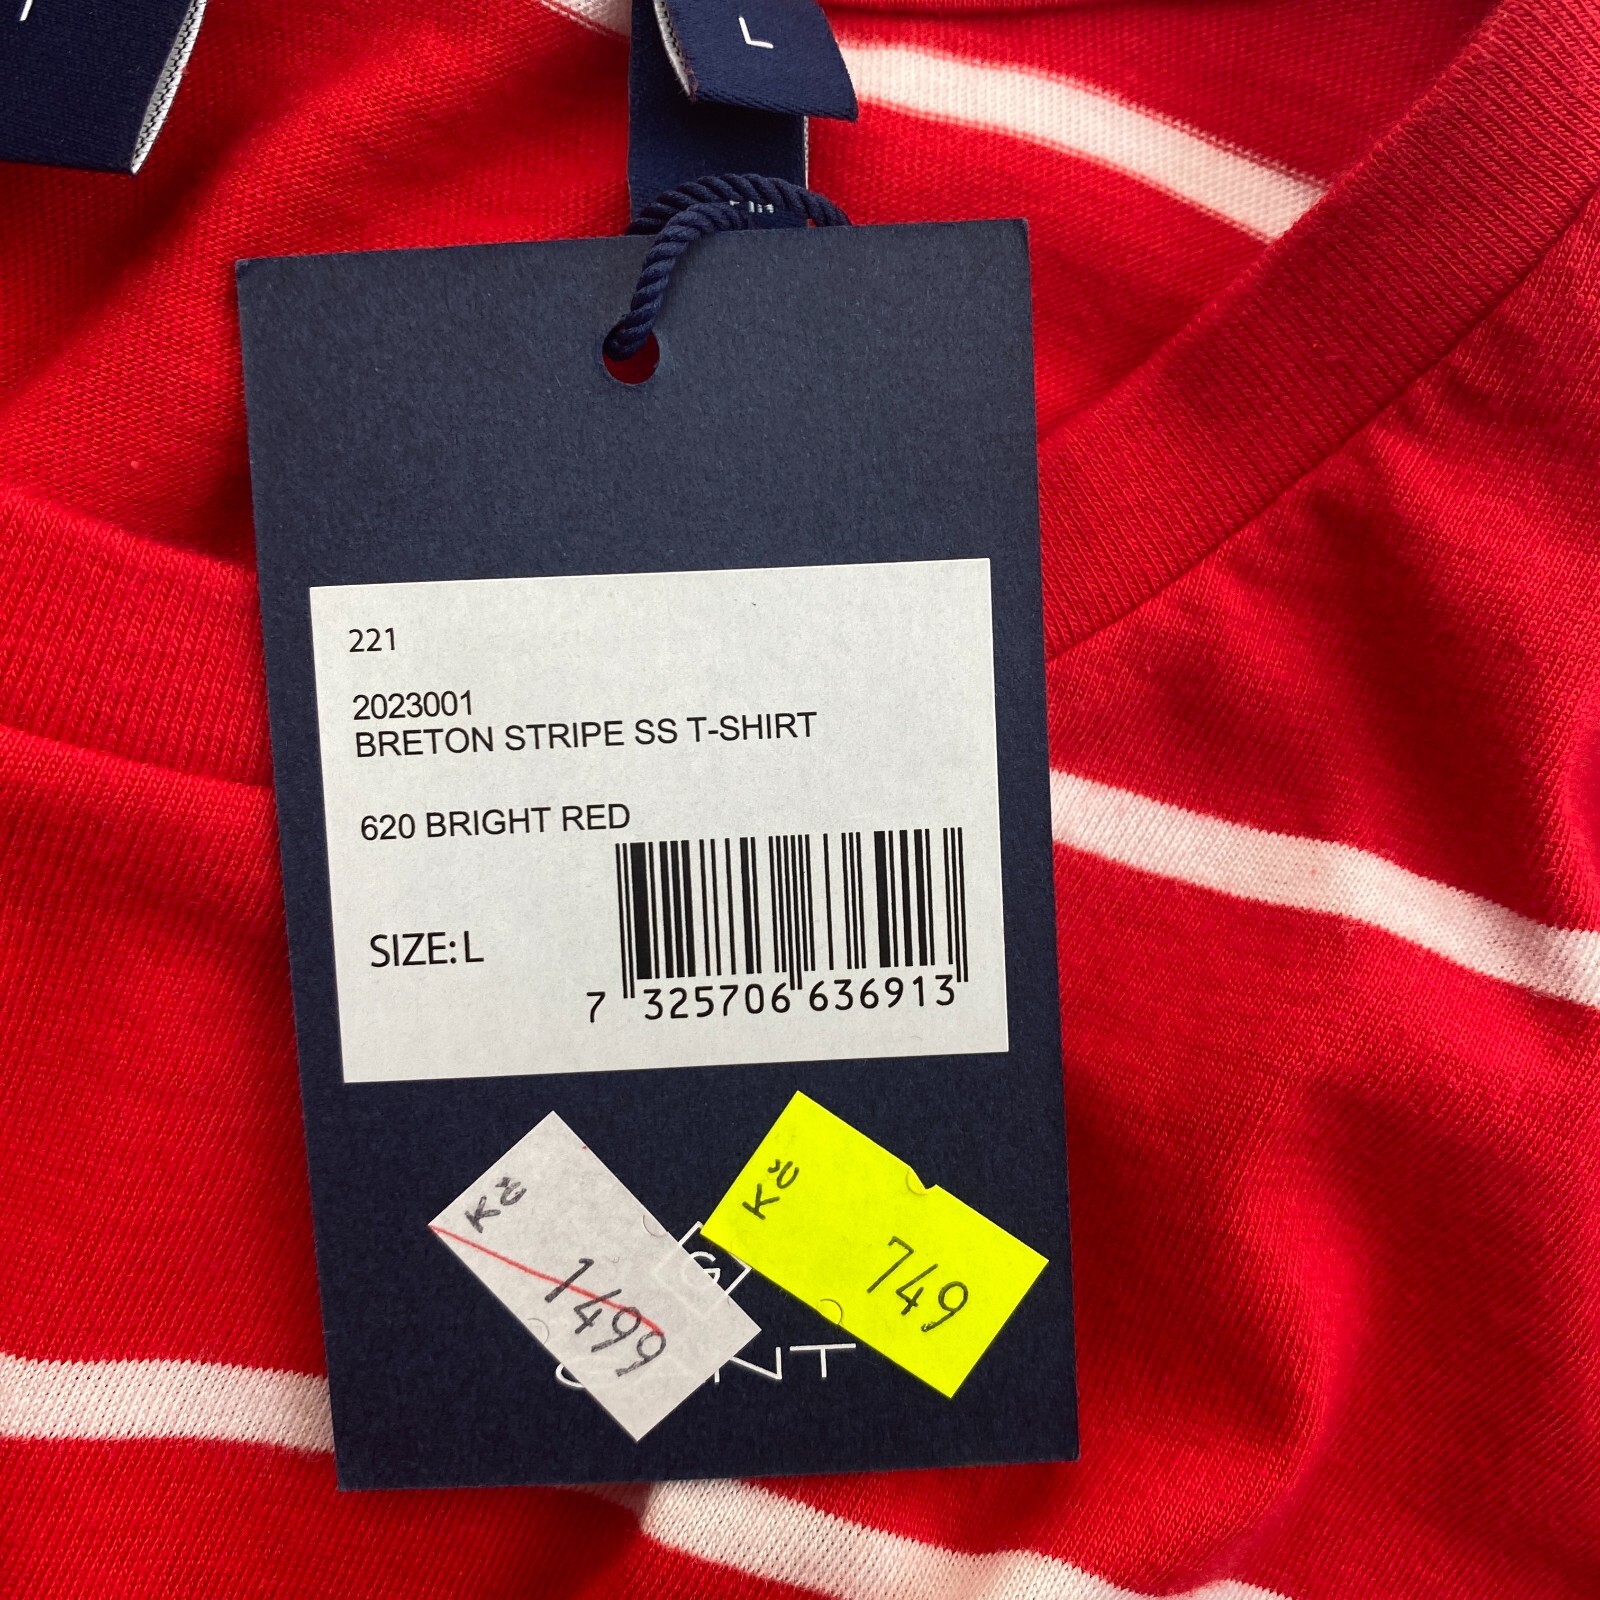 L
221
2023001
BRETON STRIPE SS T-SHIRT
620 BRIGHT RED
SIZE: L
7 325706 636913
Kč
1499
Kč
749